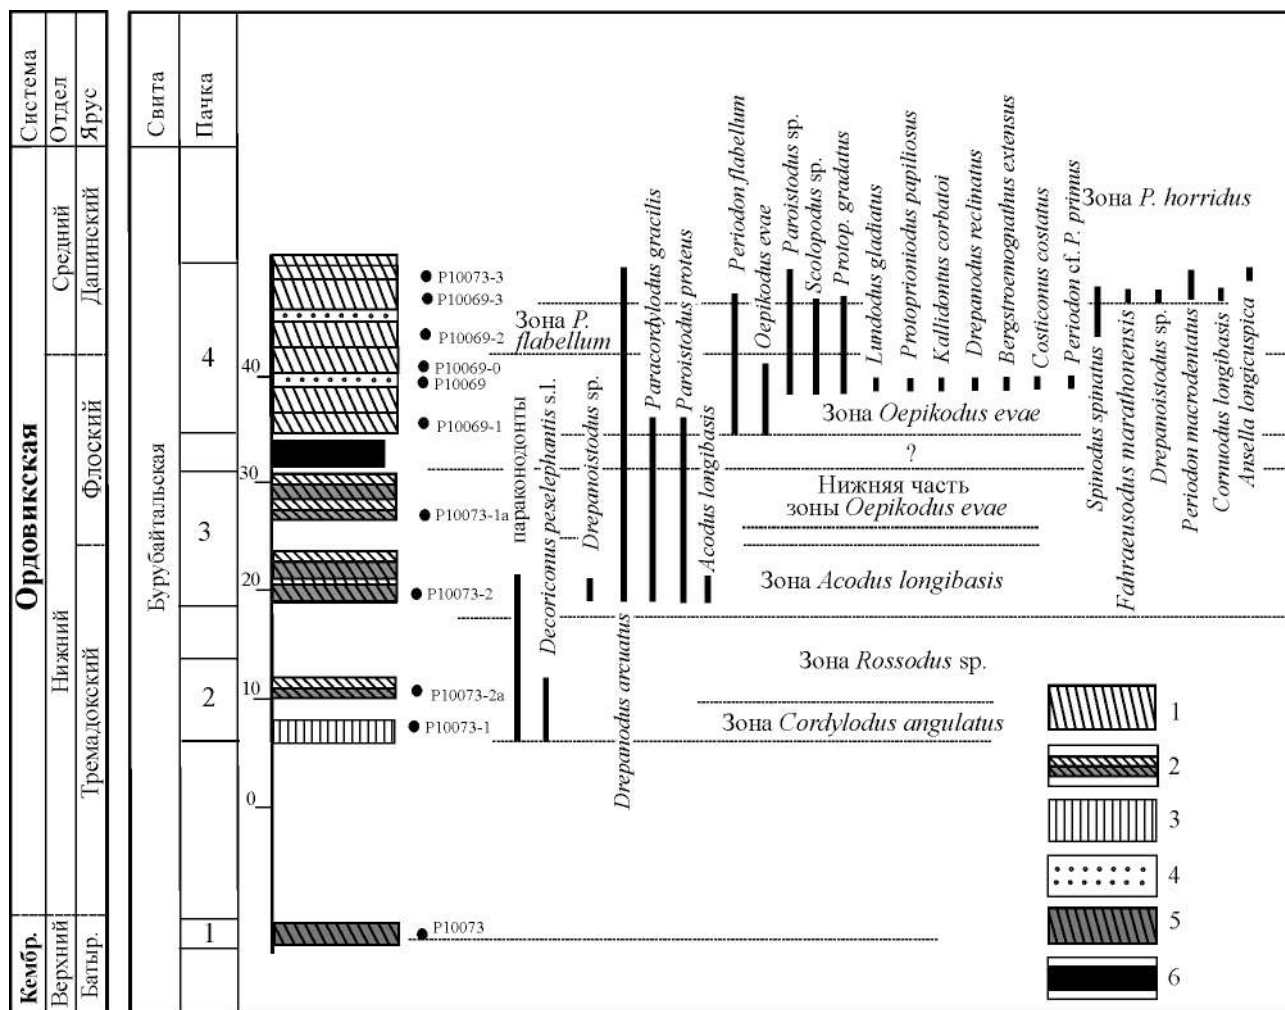 Система
Отдел
Ярус
Свита
Пачка
Ордовикская
Кембр.
Средний
Нижний
Верхний
Дапинский
Флоский
Тремадокский
Батыр.
Бурубайтальская
4
3
2
1
40
30
20
10
0
P10073-3
P10069-3
P10069-2
P10069-0
P10069
P10069-1
P10073-1a
P10073-2
P10073-2a
P10073-1
P10073
параконодонты
Decoriconus peselephantis s.l.
Drepanoistodus sp.
Drepanodus arcuatus
Paracordylodus gracilis
Paroistodus proteus
Acodus longibasis
Periodon flabellum
Oepikodus evae
Paroistodus sp.
Scolopodus sp.
Protop. gradatus
Lundodus gladiatus
Protoprioniodus papiliosus
Kallidontus corbatoi
Drepanodus reclinatus
Bergstroemognathus extensus
Costiconus costatus
Periodon cf. P. primus
Spinodus spinatus
Fahraeusodus marathonensis
Drepanoistodus sp.
Periodon macrodentatus
Cornuodus longibasis
Ansella longicuspica
Зона P. horridus
Зона P.
flabellum
Зона Oepikodus evae
?
Нижняя часть
зоны Oepikodus evae
Зона Acodus longibasis
Зона Rossodus sp.
Зона Cordylodus angulatus
1
2
3
4
5
6